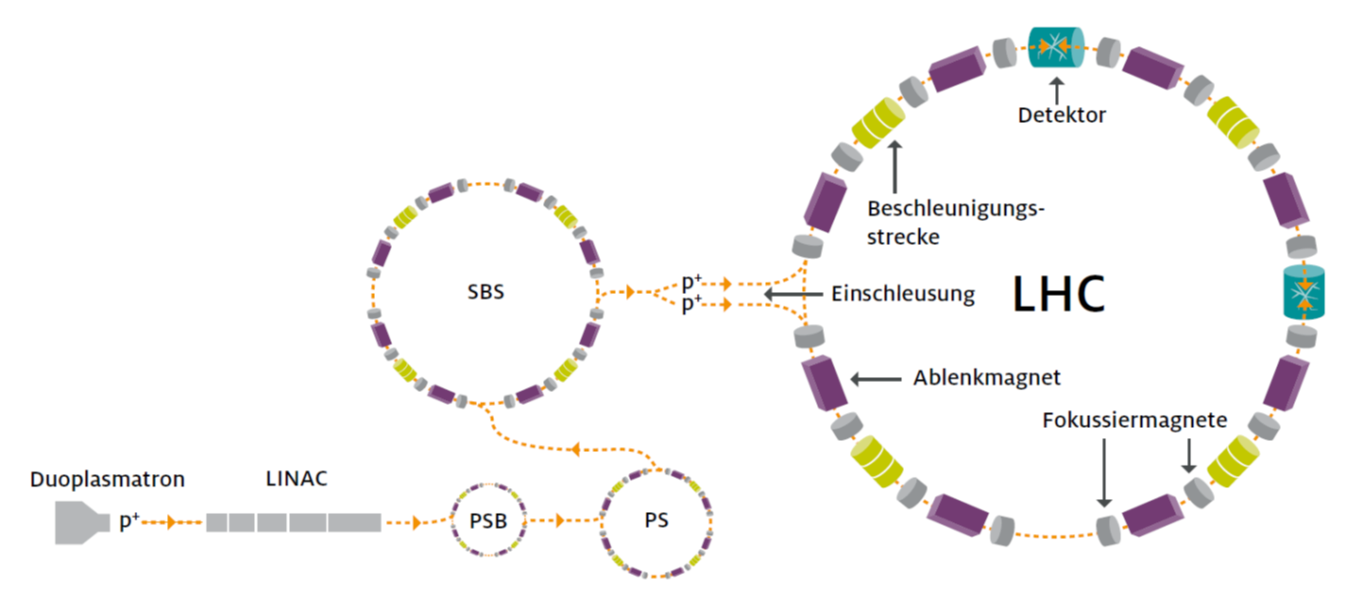 Detektor
Beschleunigungs-
strecke
SBS
p⁺
p⁺
Einschleusung
LHC
Ablenkmagnet
Fokussiermagnete
Duoplasmatron
LINAC
p⁺
PSB
PS